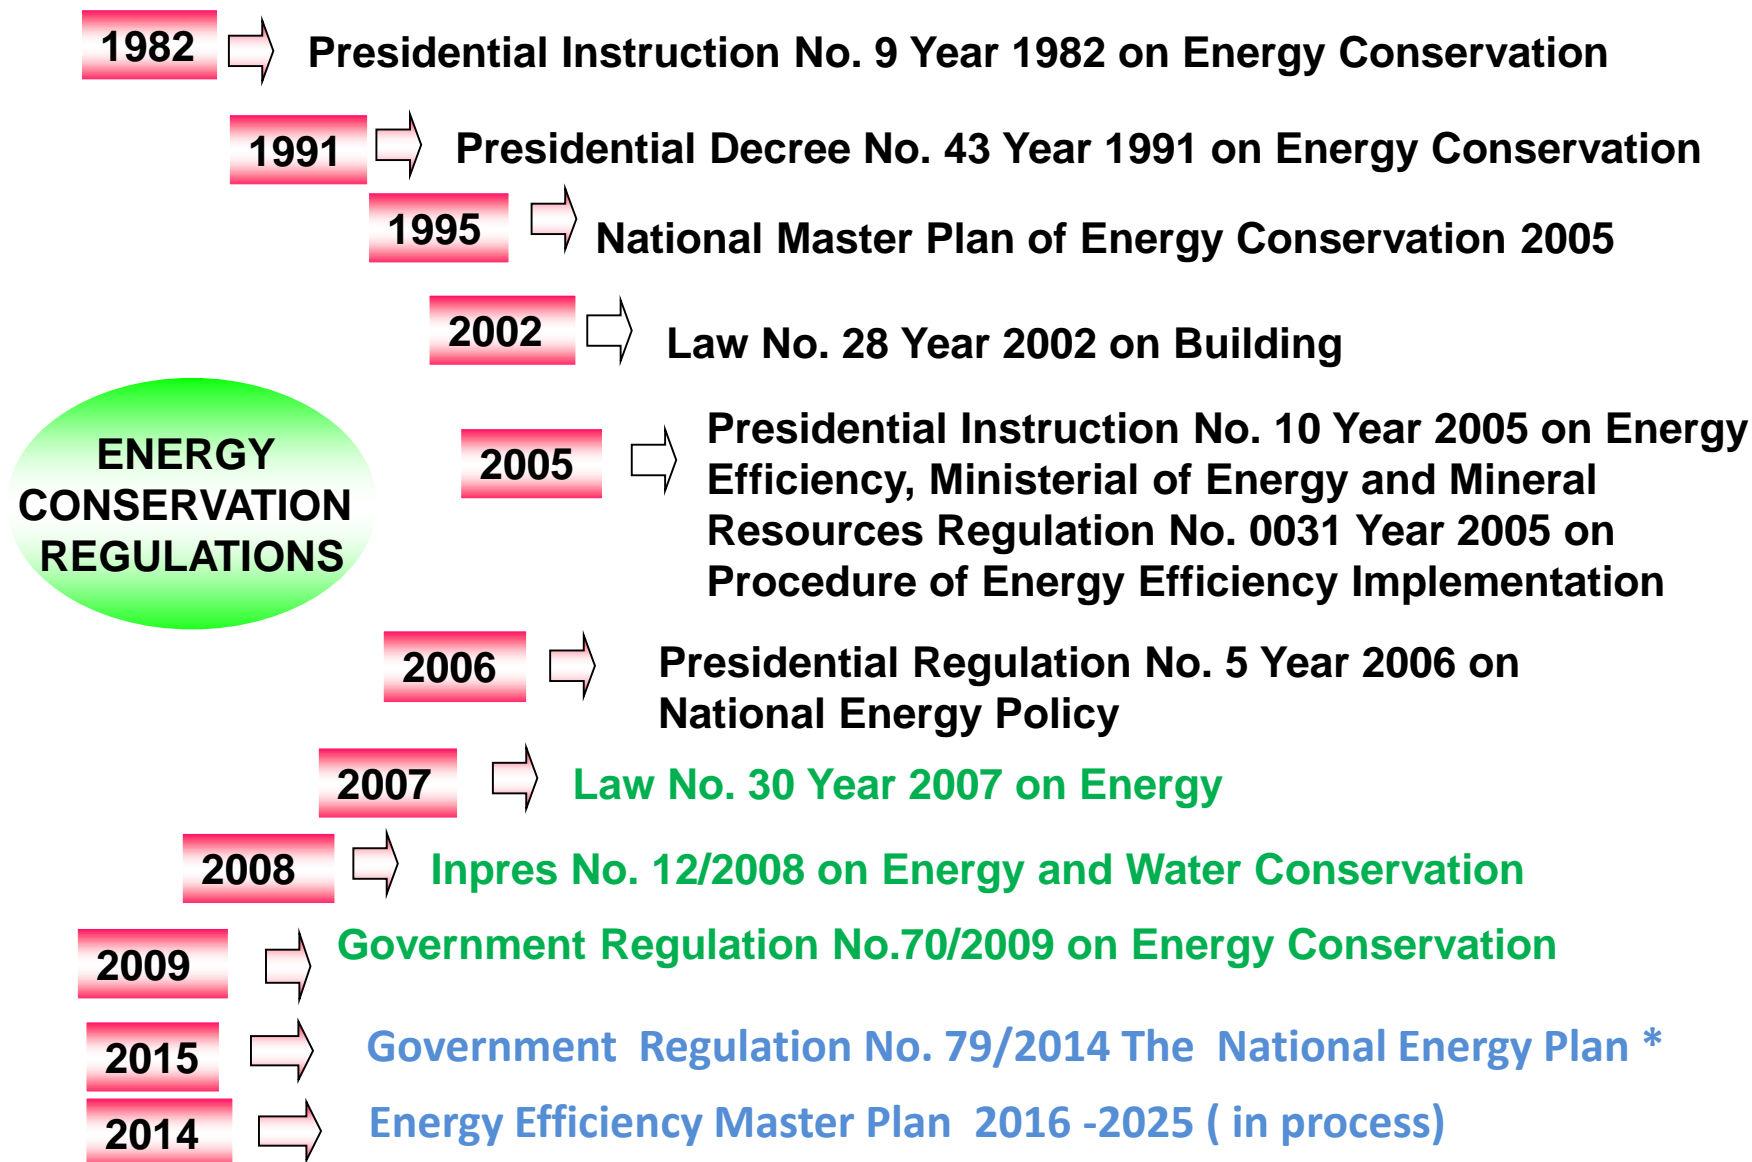 1982
Presidential Instruction No. 9 Year 1982 on Energy Conservation
1991
Presidential Decree No. 43 Year 1991 on Energy Conservation
1995
National Master Plan of Energy Conservation 2005
2002
Law No. 28 Year 2002 on Building
ENERGY
CONSERVATION
REGULATIONS
2005
Presidential Instruction No. 10 Year 2005 on Energy
Efficiency, Ministerial of Energy and Mineral
Resources Regulation No. 0031 Year 2005 on
Procedure of Energy Efficiency Implementation
2006
Presidential Regulation No. 5 Year 2006 on
National Energy Policy
2007
Law No. 30 Year 2007 on Energy
2008
Inpres No. 12/2008 on Energy and Water Conservation
2009
Government Regulation No.70/2009 on Energy Conservation
2015
Government Regulation No. 79/2014 The National Energy Plan *
2014
Energy Efficiency Master Plan 2016 -2025 ( in process)